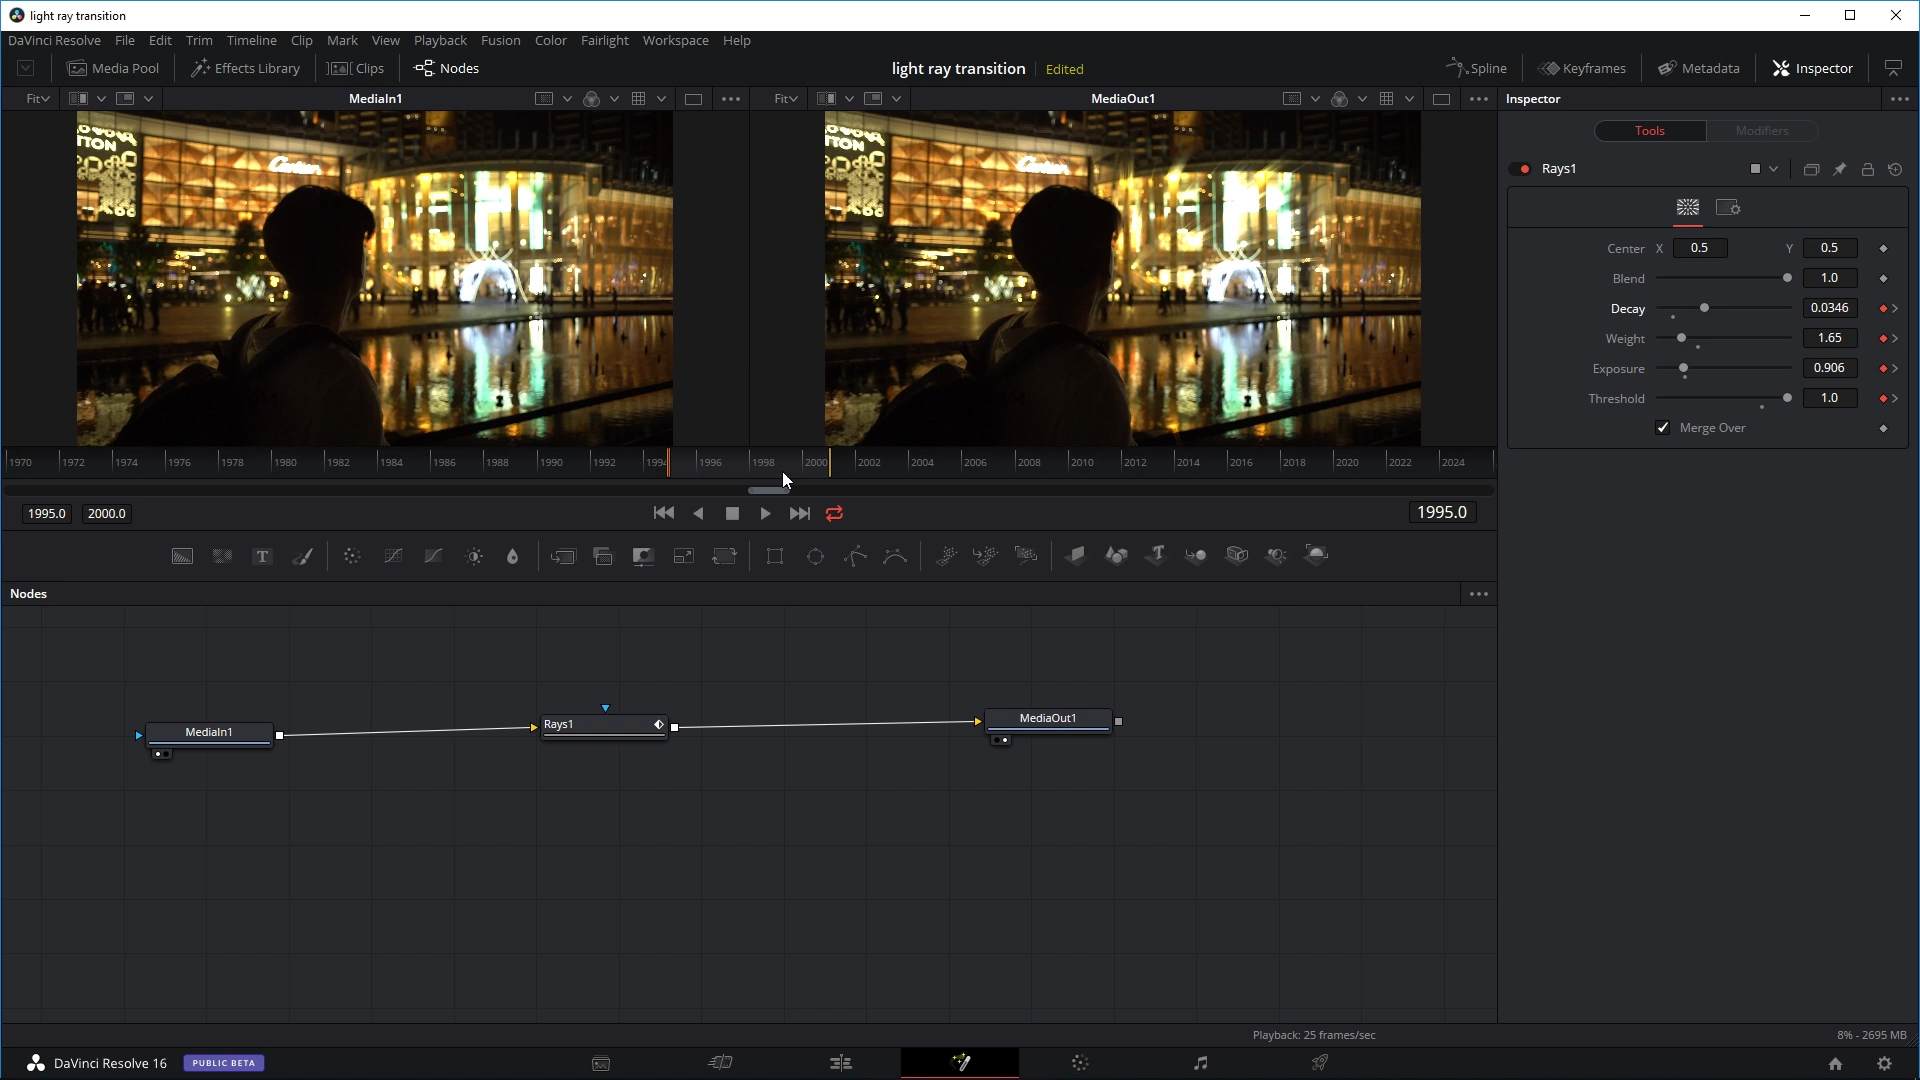 light ray transition
DaVinci Resolve File Edit Trim Timeline Clip Mark View Playback Fusion Color Fairlight Workspace Help
Media Pool Effects Library Clips Nodes light ray transition Edited Spline Keyframes Metadata Inspector
Fit MediaIn1 Fit MediaOut1 Inspector
Tools Modifiers
Rays1
Center X 0.5 Y 0.5
Blend 1.0
Decay 0.0346
Weight 1.65
Exposure 0.906
Threshold 1.0
Merge Over
TTON Cartier TTON Cartier
1970 1972 1974 1976 1978 1980 1982 1984 1986 1988 1990 1992 1994 1996 1998 2000 2002 2004 2006 2008 2010 2012 2014 2016 2018 2020 2022 2024
1995.0 2000.0 1995.0
T
Nodes
MediaIn1 Rays1 MediaOut1
Playback: 25 frames/sec 8% - 2695 MB
DaVinci Resolve 16 PUBLIC BETA